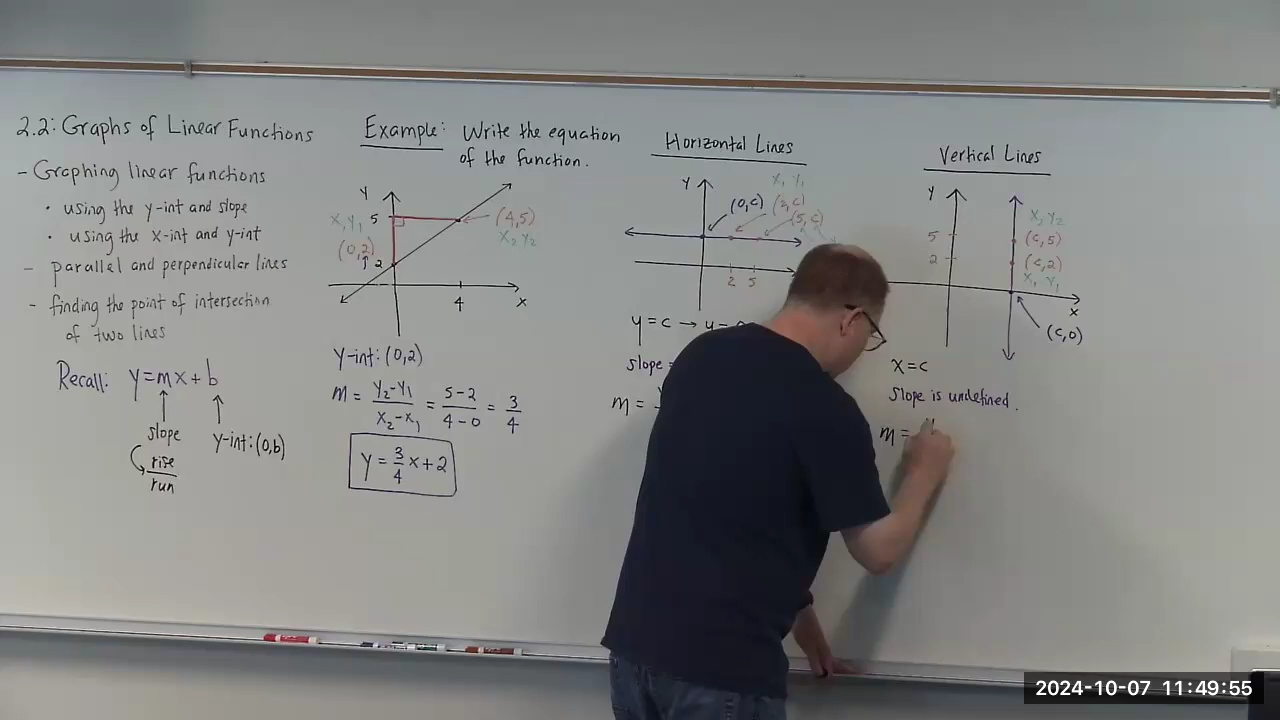 2.2: Graphs of Linear Functions
- Graphing linear functions
• using the y-int and slope
• using the x-int and y-int
- parallel and perpendicular lines
- finding the point of intersection
of two lines
Recall: y=mx+b
slope
rise
run
y-int: (0,b)
Example: Write the equation
of the function.
Y
X₁ Y₁
5
(0,2)
2
(4,5)
X₂ Y₂
4
X
Y-int: (0,2)
m = Y₂-Y₁ / X₂-X₁ = 5-2 / 4-0 = 3/4
Y = 3/4 x + 2
Horizontal Lines
Y
X₁ Y₁
(0,c)
(2,c)
(5,c)
2 5
y=c →
slope =
m =
Vertical Lines
Y
X₂ Y₂
5
(c,5)
2
(c,2)
X₁ Y₁
X
(c,0)
x=c
Slope is undefined.
m =
2024-10-07 11:49:55